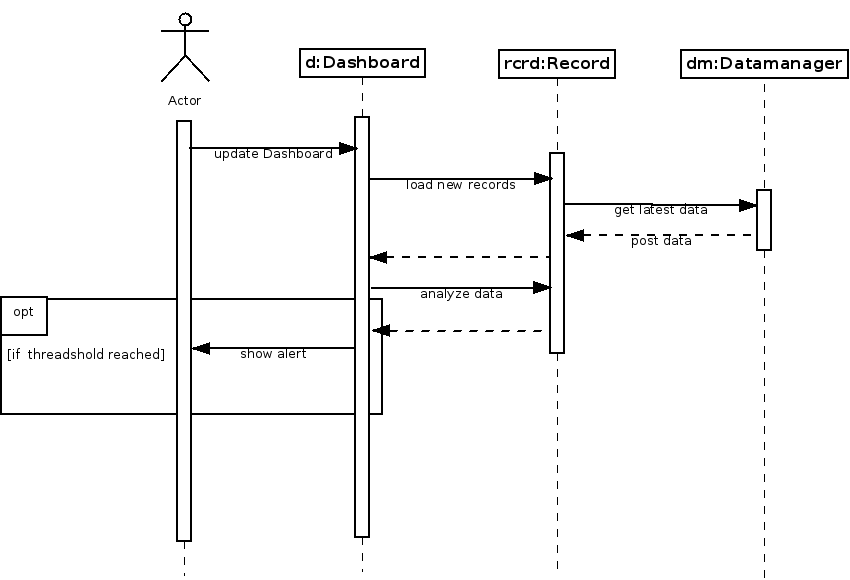 d:Dashboard
rcrd:Record
dm:Datamanager
Actor
update Dashboard
load new records
get latest data
post data
analyze data
opt
[if threadshold reached]
show alert